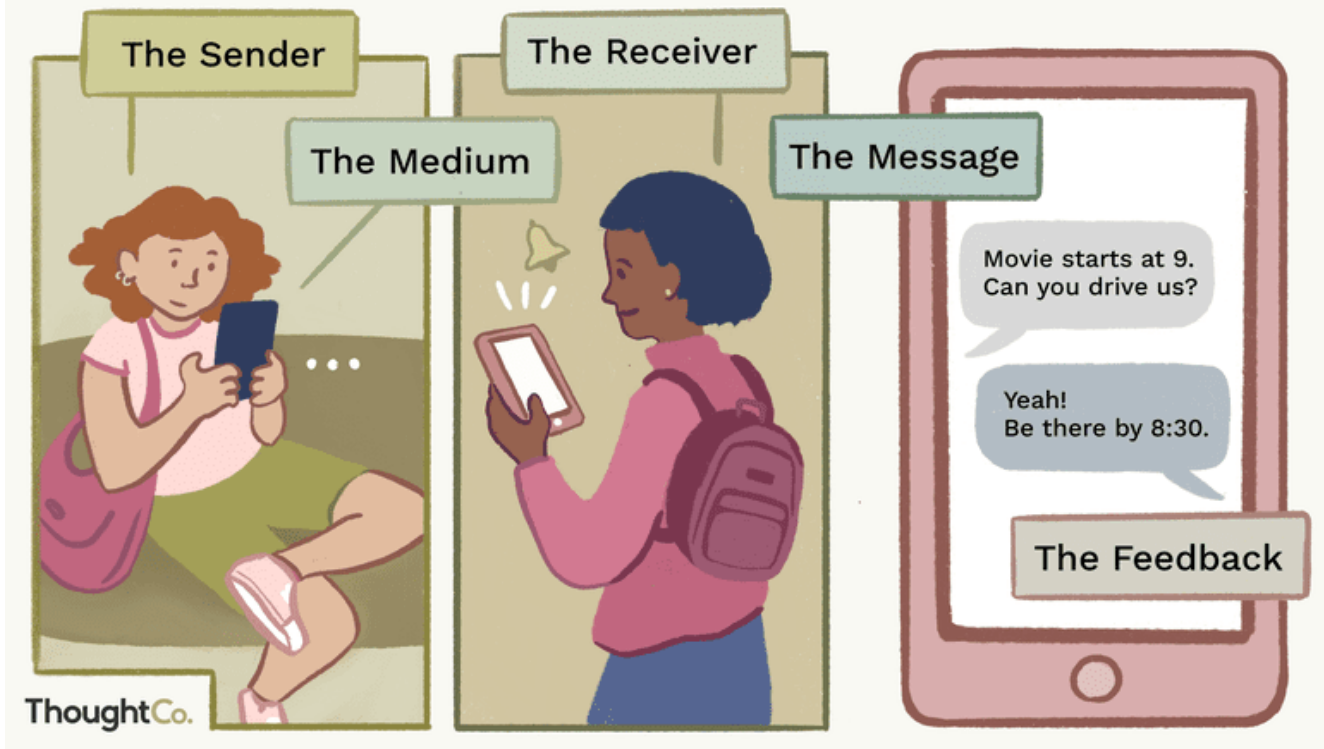 The Sender
The Medium
The Receiver
The Message
Movie starts at 9.
Can you drive us?
Yeah!
Be there by 8:30.
The Feedback
ThoughtCo.